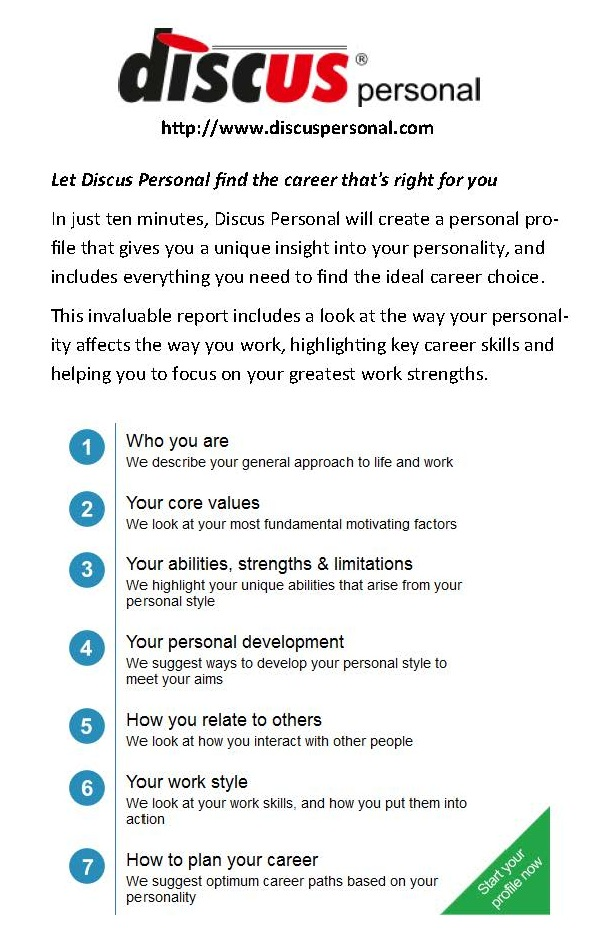 discus® personal
http://www.discuspersonal.com
Let Discus Personal find the career that's right for you
In just ten minutes, Discus Personal will create a personal pro-
file that gives you a unique insight into your personality, and
includes everything you need to find the ideal career choice.
This invaluable report includes a look at the way your personal-
ity affects the way you work, highlighting key career skills and
helping you to focus on your greatest work strengths.
1 Who you are
We describe your general approach to life and work
2 Your core values
We look at your most fundamental motivating factors
3 Your abilities, strengths & limitations
We highlight your unique abilities that arise from your
personal style
4 Your personal development
We suggest ways to develop your personal style to
meet your aims
5 How you relate to others
We look at how you interact with other people
6 Your work style
We look at your work skills, and how you put them into
action
7 How to plan your career
We suggest optimum career paths based on your
personality
Start your
profile now